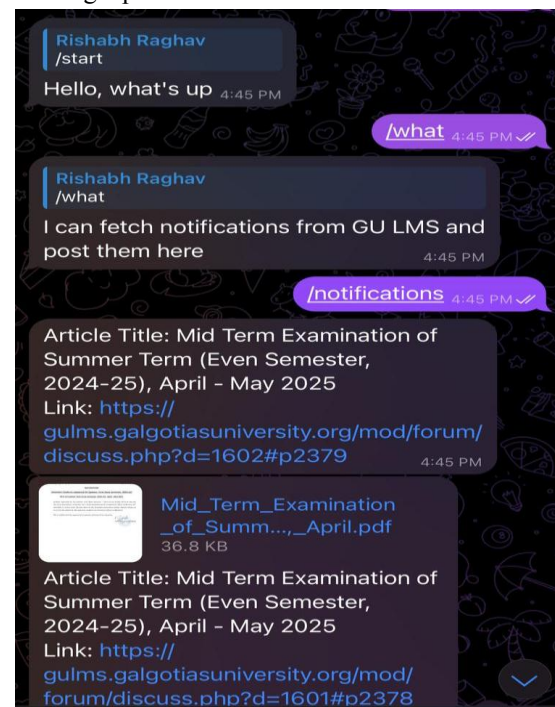 Rishabh Raghav
/start
Hello, what's up 4:45 PM
/what 4:45 PM
Rishabh Raghav
/what
I can fetch notifications from GU LMS and
post them here
4:45 PM
/notifications 4:45 PM
Article Title: Mid Term Examination of
Summer Term (Even Semester,
2024-25), April - May 2025
Link: https://
gulms.galgotiasuniversity.org/mod/forum/
discuss.php?d=1602#p2379
4:45 PM
Mid_Term_Examination
_of_Summ...,_April.pdf
36.8 KB
Article Title: Mid Term Examination of
Summer Term (Even Semester,
2024-25), April - May 2025
Link: https://
gulms.galgotiasuniversity.org/mod/
forum/discuss.php?d=1601#p2378